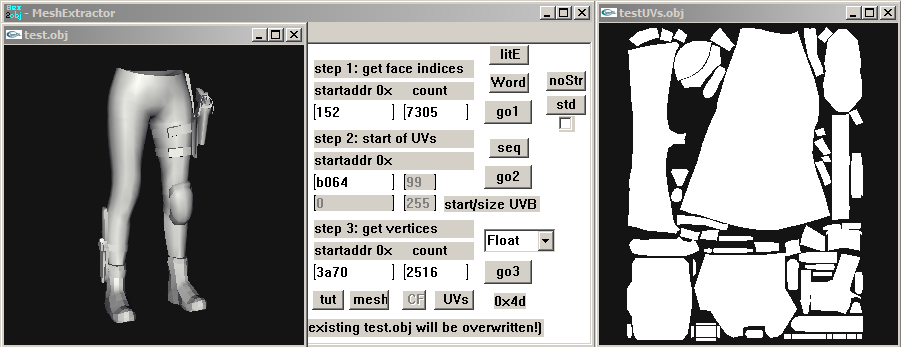 Hex
2obj
- MeshExtractor
testUVs.obj
test.obj
litE
step 1: get face indices
startaddr 0x count
Word
noStr
152
7305
go1
std
step 2: start of UVs
seq
startaddr 0x
b064
99
go2
0
255
start/size UVB
step 3: get vertices
Float
startaddr 0x count
3a70
2516
go3
tut
mesh
CF
UVs
0x4d
existing test.obj will be overwritten!)